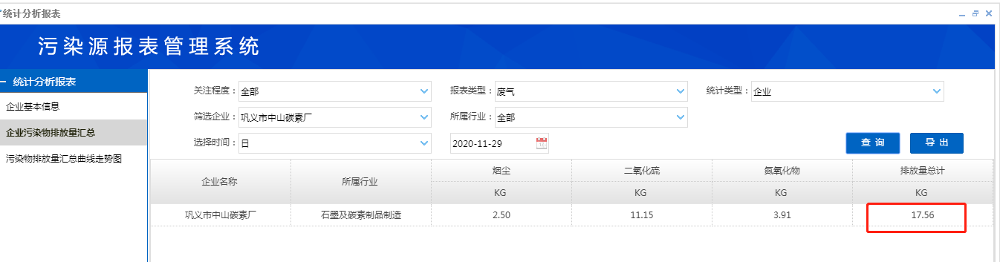 统计分析报表
污染源报表管理系统
统计分析报表
企业基本信息
企业污染物排放量汇总
污染物排放量汇总曲线走势图
关注程度：全部 报表类型：废气 统计类型：企业
筛选企业：巩义市中山碳素厂 所属行业：全部
选择时间：日 2020-11-29 查询 导出
企业名称 所属行业 烟尘 二氧化硫 氮氧化物 排放量总计
KG KG KG KG
巩义市中山碳素厂 石墨及碳素制品制造 2.50 11.15 3.91 17.56